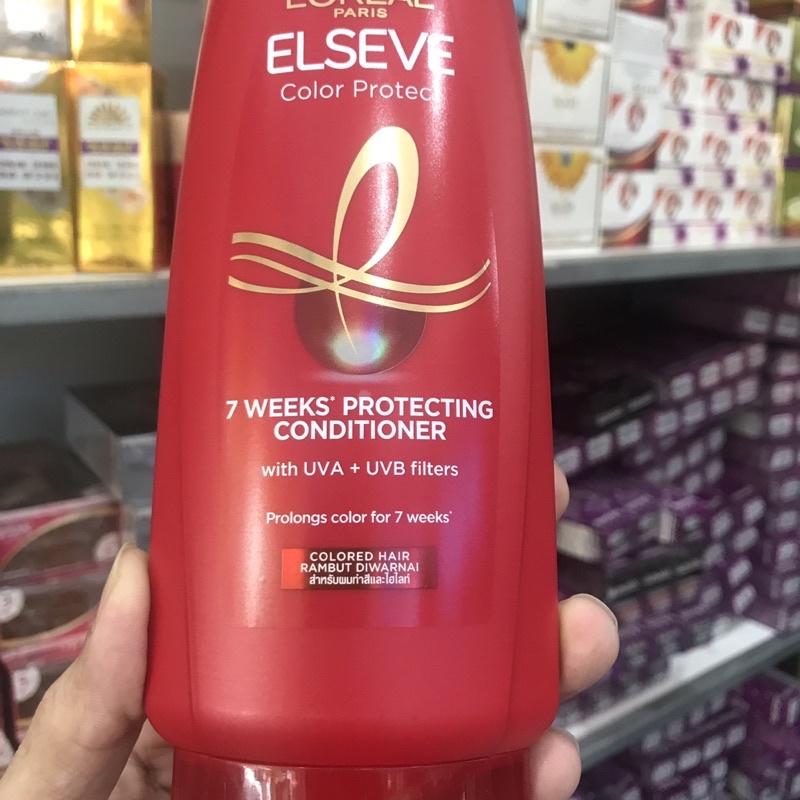 L'ORÉAL
PARIS
ELSEVE
Color Protect
7 WEEKS* PROTECTING
CONDITIONER
with UVA + UVB filters
Prolongs color for 7 weeks*
COLORED HAIR
RAMBUT DIWARNAI
สำหรับผมทำสีและไฮไลท์